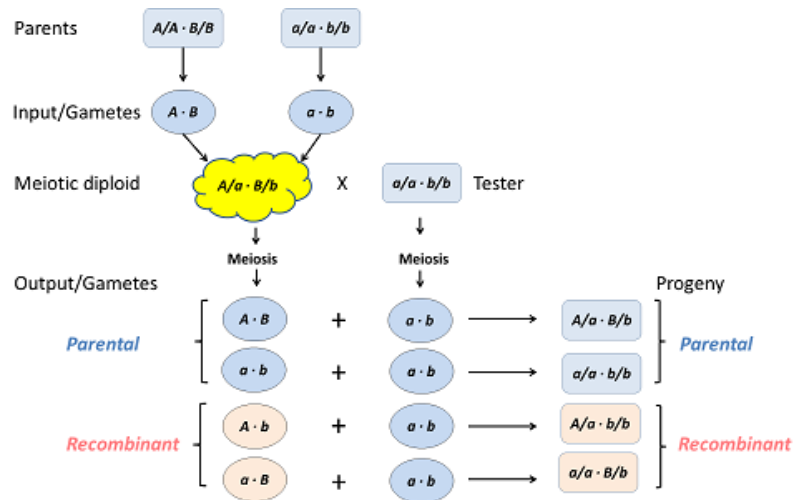 Parents A/A · B/B a/a · b/b
Input/Gametes A · B a · b
Meiotic diploid A/a · B/b X a/a · b/b Tester
Meiosis Meiosis
Output/Gametes Progeny
A · B + a · b A/a · B/b
Parental Parental
a · b + a · b a/a · b/b
A · b + a · b A/a · b/b
Recombinant Recombinant
a · B + a · b a/a · B/b